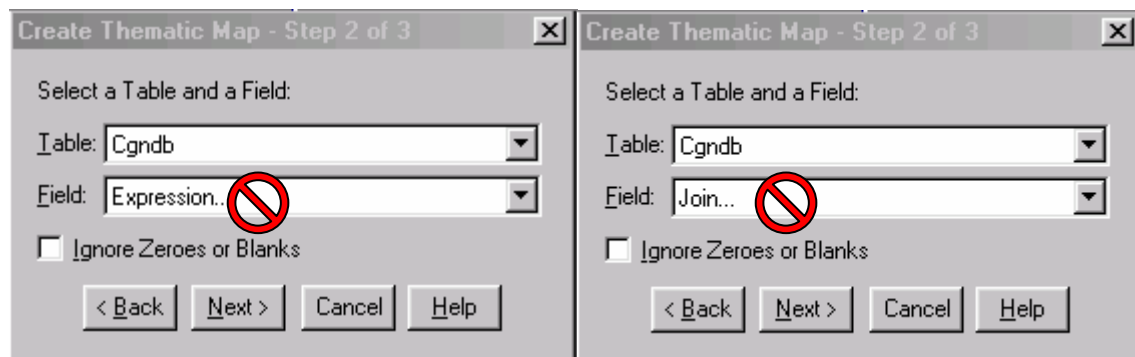 Create Thematic Map - Step 2 of 3
Select a Table and a Field:
Table: Cgndb
Field: Expression...
Ignore Zeroes or Blanks
< Back Next > Cancel Help
Create Thematic Map - Step 2 of 3
Select a Table and a Field:
Table: Cgndb
Field: Join...
Ignore Zeroes or Blanks
< Back Next > Cancel Help